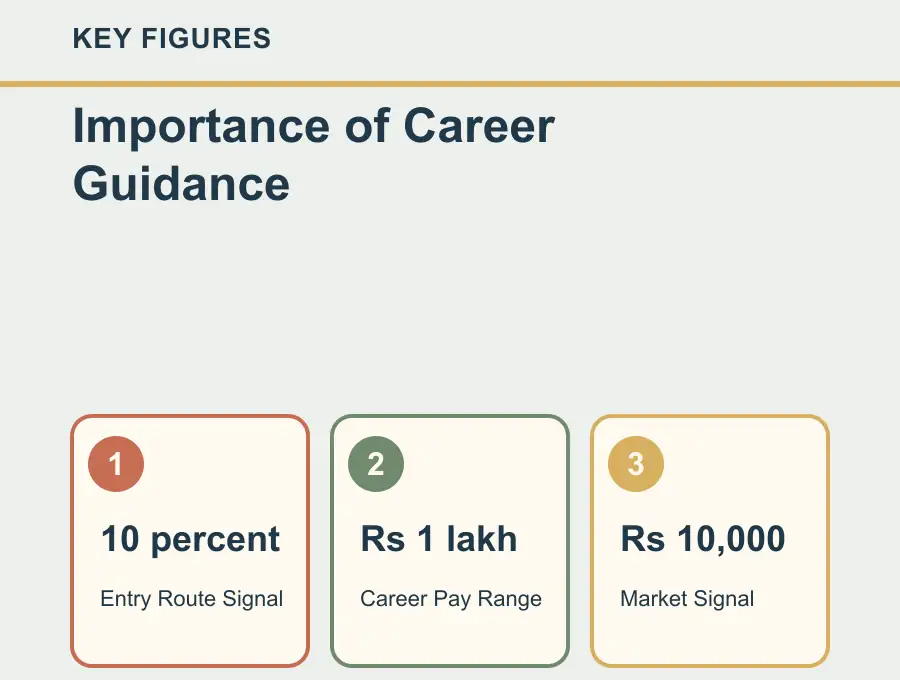 KEY FIGURES
Importance of Career
Guidance
1
10 percent
Entry Route Signal
2
Rs 1 lakh
Career Pay Range
3
Rs 10,000
Market Signal